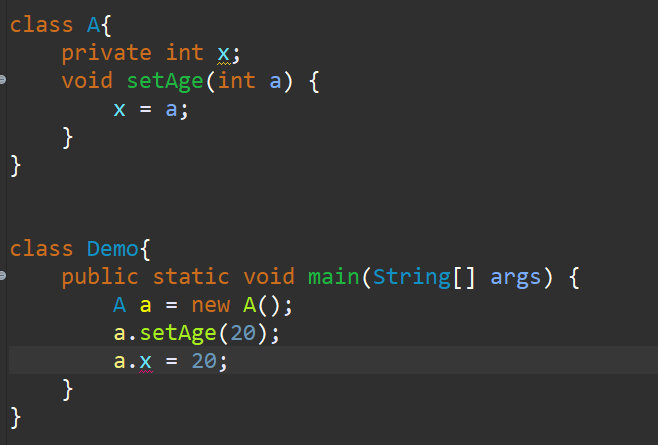 class A{
private int x;
void setAge(int a) {
x = a;
}
}
class Demo{
public static void main(String[] args) {
A a = new A();
a.setAge(20);
a.x = 20;
}
}